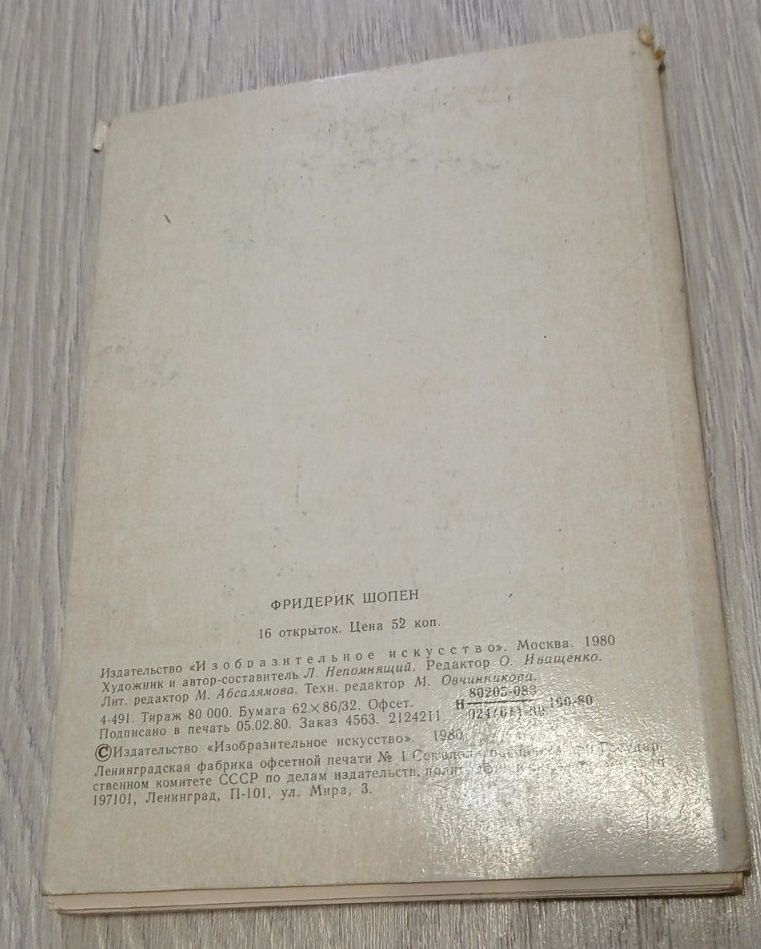 ФРИДЕРИК ШОПЕН
16 открыток. Цена 52 коп.
Издательство «Изобразительное искусство». Москва. 1980
Художник и автор-составитель Л. Непомнящий. Редактор О. Иващенко.
Лит. редактор М. Абсалямова. Техн. редактор М. Овчинникова.
4-491. Тираж 80 000. Бумага 62×86/32. Офсет. Н 160-80
Подписано в печать 05.02.80. Заказ 4563. 2124211
©Издательство «Изобразительное искусство». 1980
Ленинградская фабрика офсетной печати № 1
ственном комитете СССР по делам издательств,
197101, Ленинград, П-101, ул. Мира, 3.